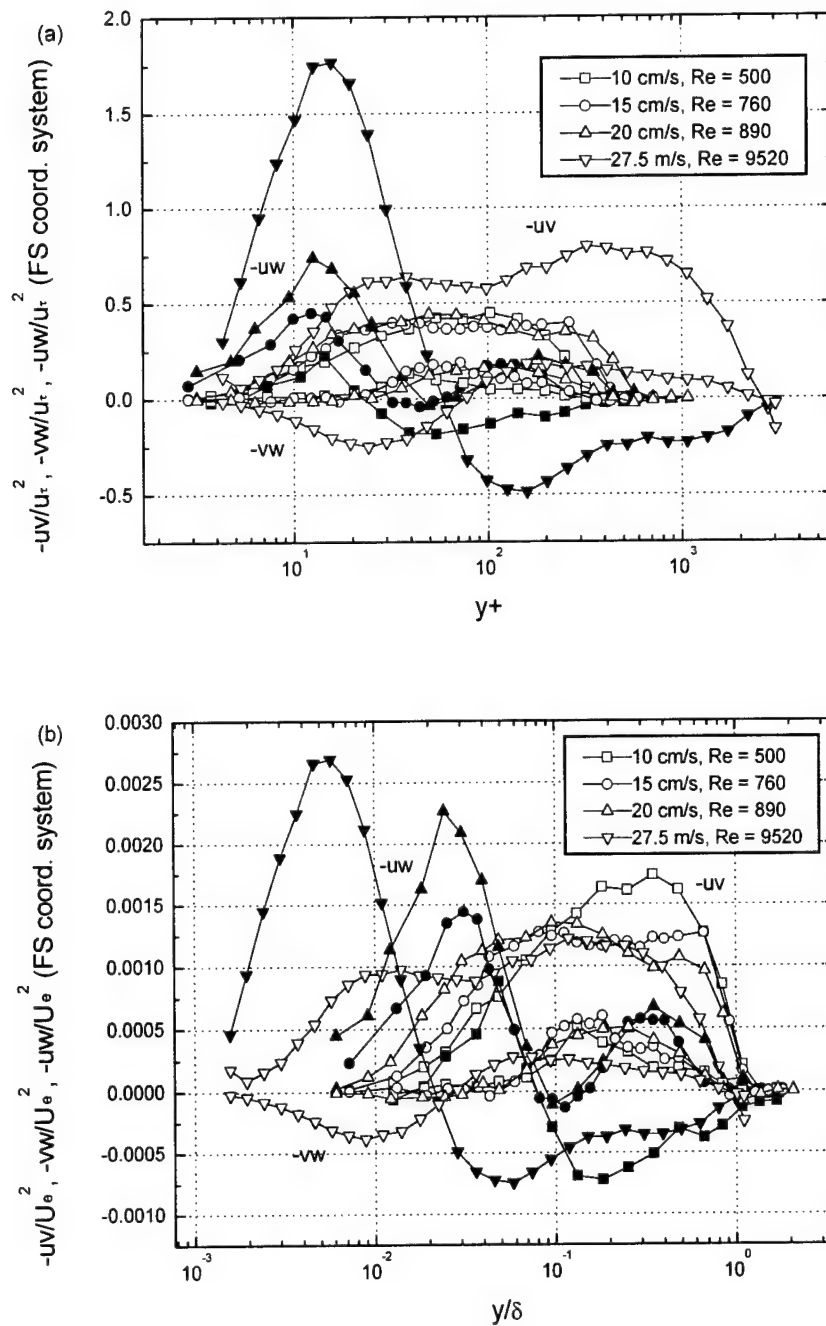 (a)
2.0
1.5
1.0
0.5
0.0
-0.5
-uv/uτ², -vw/uτ², -uw/uτ² (FS coord. system)
10 cm/s, Re = 500
15 cm/s, Re = 760
20 cm/s, Re = 890
27.5 m/s, Re = 9520
-uv
-uw
-vw
10¹
10²
10³
y+
(b)
0.0030
0.0025
0.0020
0.0015
0.0010
0.0005
0.0000
-0.0005
-0.0010
-uv/Ue², -vw/Ue², -uw/Ue² (FS coord. system)
10 cm/s, Re = 500
15 cm/s, Re = 760
20 cm/s, Re = 890
27.5 m/s, Re = 9520
-uw
-uv
-vw
10⁻³
10⁻²
10⁻¹
10⁰
y/δ